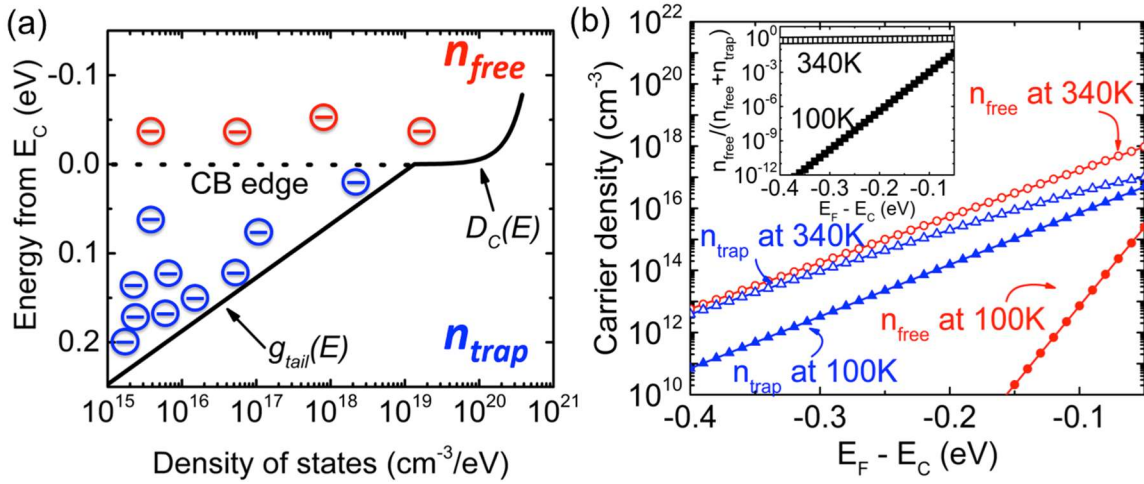 (a)
n_free
-0.1
0.0
0.1
0.2
Energy from E_C (eV)
CB edge
D_C(E)
g_tail(E)
n_trap
10^15 10^16 10^17 10^18 10^19 10^20 10^21
Density of states (cm^-3/eV)
(b)
10^22
10^20
10^18
10^16
10^14
10^12
10^10
Carrier density (cm^-3)
n_free/(n_free+n_trap)
10^0
10^-3
10^-6
10^-9
10^-12
340K
100K
-0.4 -0.3 -0.2 -0.1
E_F - E_C (eV)
n_free at 340K
n_trap at 340K
n_free at 100K
n_trap at 100K
-0.4 -0.3 -0.2 -0.1
E_F - E_C (eV)